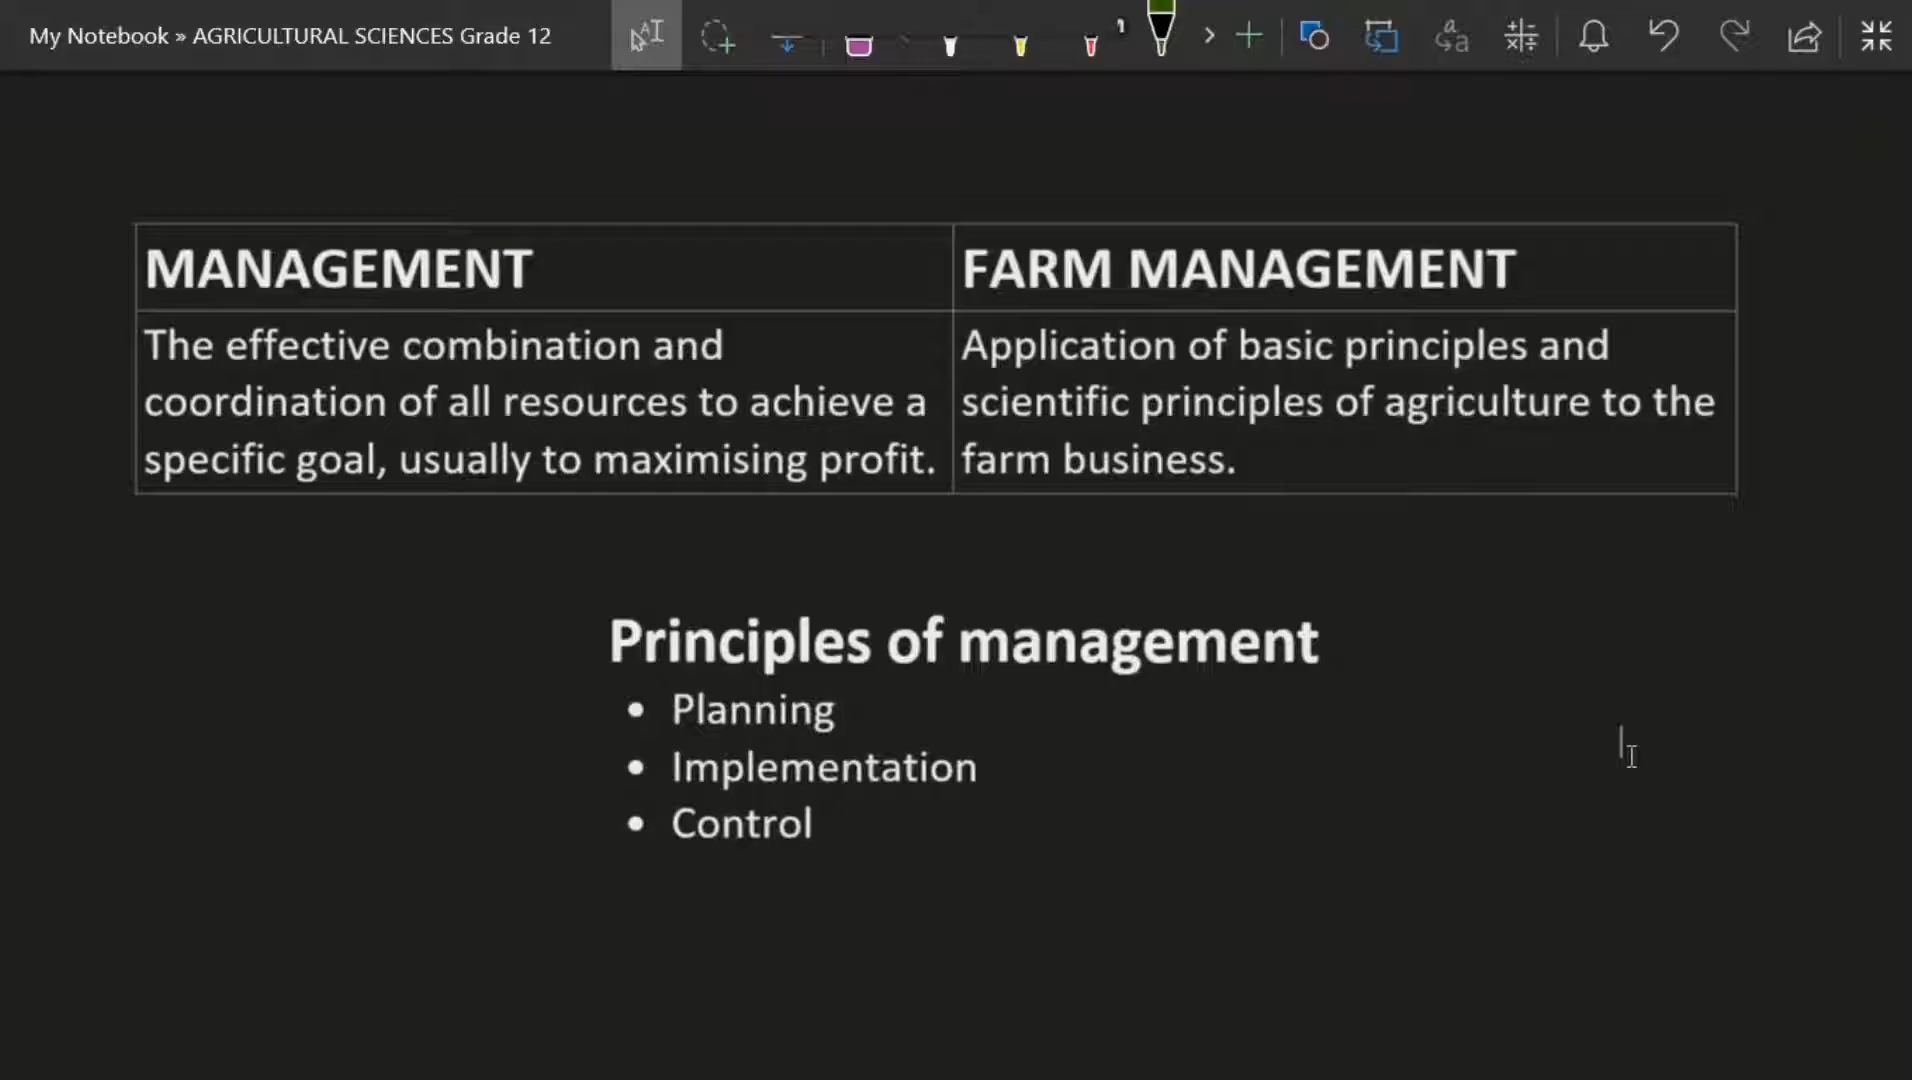 My Notebook » AGRICULTURAL SCIENCES Grade 12
MANAGEMENT
The effective combination and
coordination of all resources to achieve a
specific goal, usually to maximising profit.
FARM MANAGEMENT
Application of basic principles and
scientific principles of agriculture to the
farm business.
Principles of management
• Planning
• Implementation
• Control